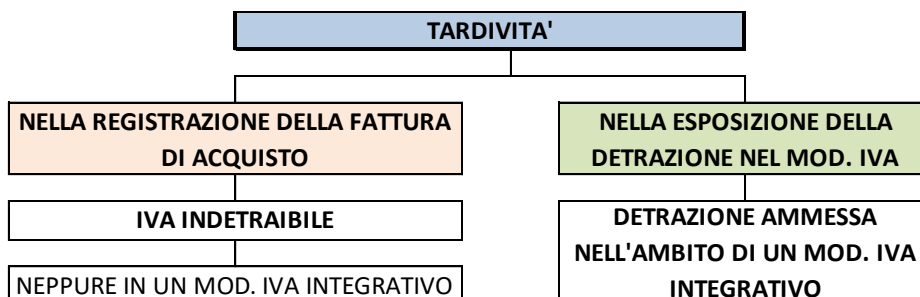 TARDIVITA'
NELLA REGISTRAZIONE DELLA FATTURA
DI ACQUISTO
IVA INDETRAIBILE
NEPPURE IN UN MOD. IVA INTEGRATIVO
NELLA ESPOSIZIONE DELLA
DETRAZIONE NEL MOD. IVA
DETRAZIONE AMMESSA
NELL'AMBITO DI UN MOD. IVA
INTEGRATIVO